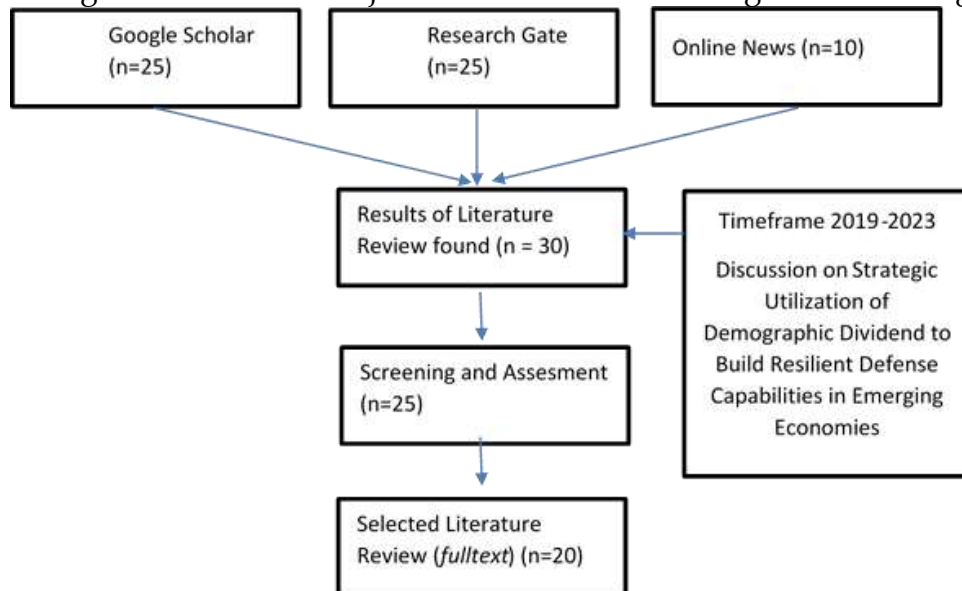 Google Scholar
(n=25)
Research Gate
(n=25)
Online News (n=10)
Results of Literature
Review found (n = 30)
Timeframe 2019-2023
Discussion on Strategic
Utilization of
Demographic Dividend to
Build Resilient Defense
Capabilities in Emerging
Economies
Screening and Assesment
(n=25)
Selected Literature
Review (fulltext) (n=20)